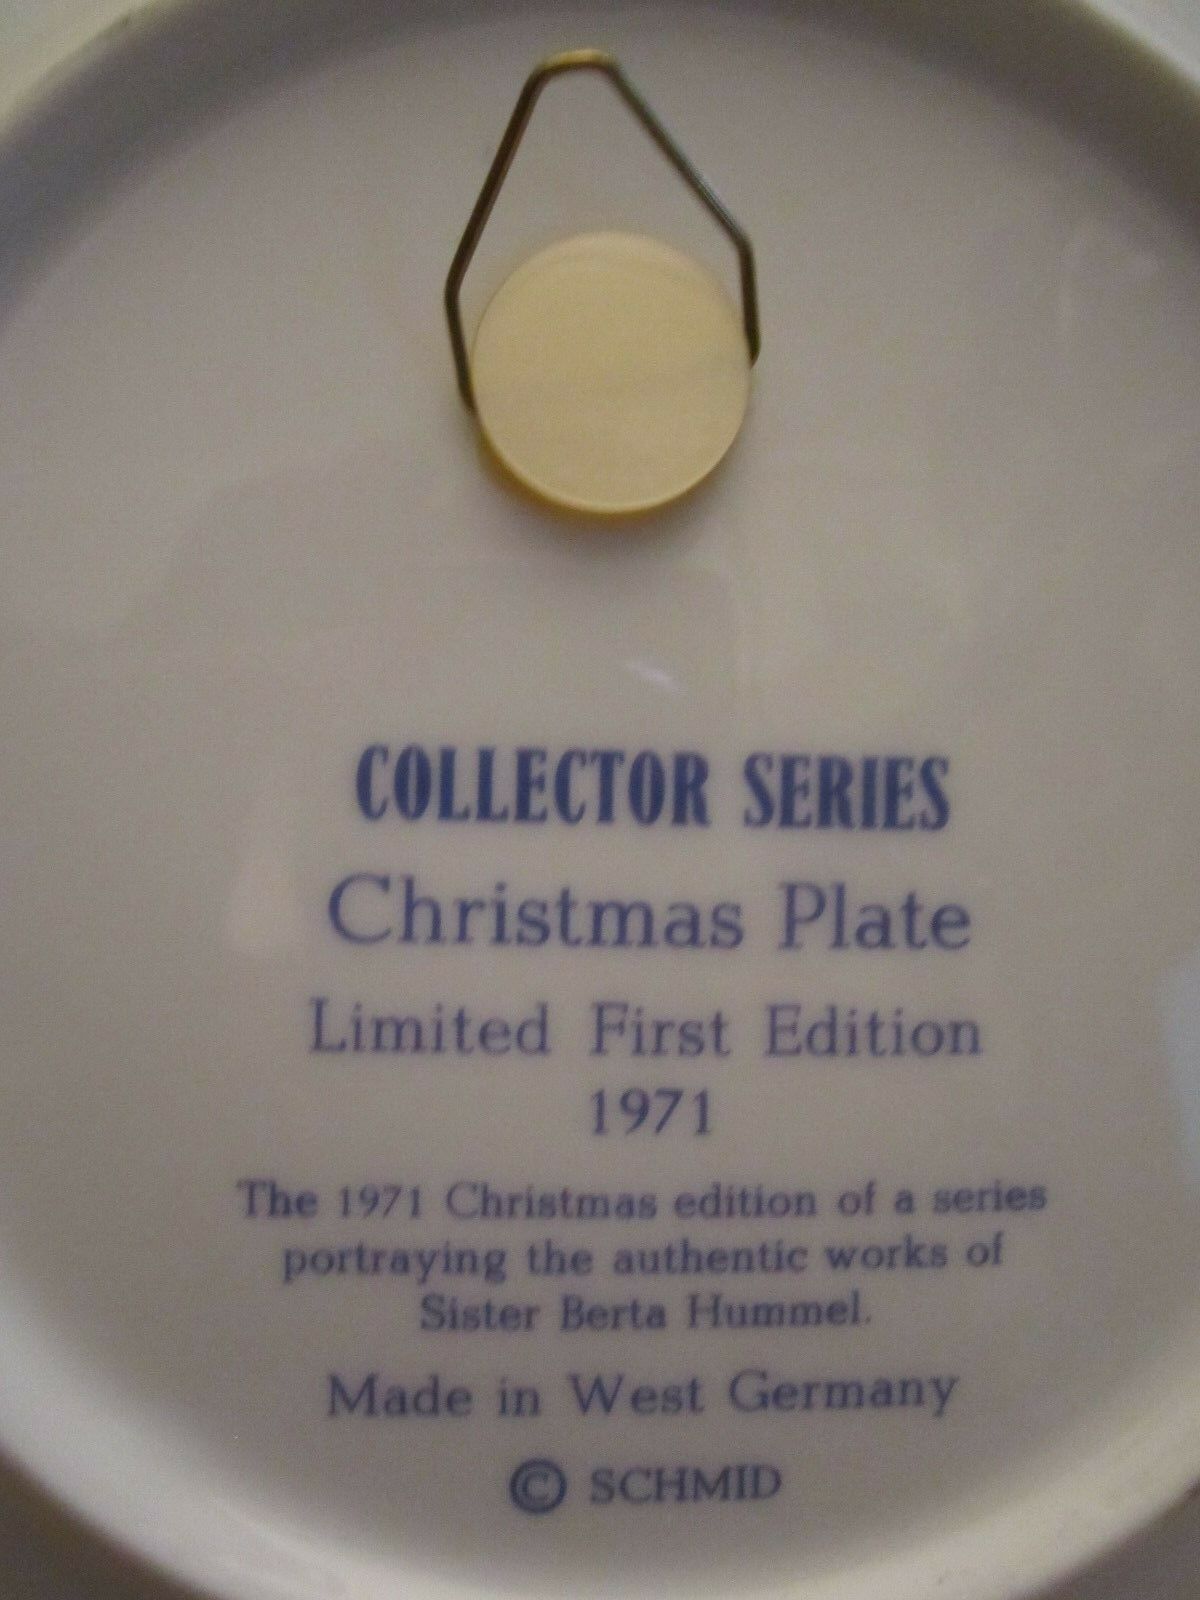 COLLECTOR SERIES
Christmas Plate
Limited First Edition
1971
The 1971 Christmas edition of a series
portraying the authentic works of
Sister Berta Hummel.
Made in West Germany
© SCHMID